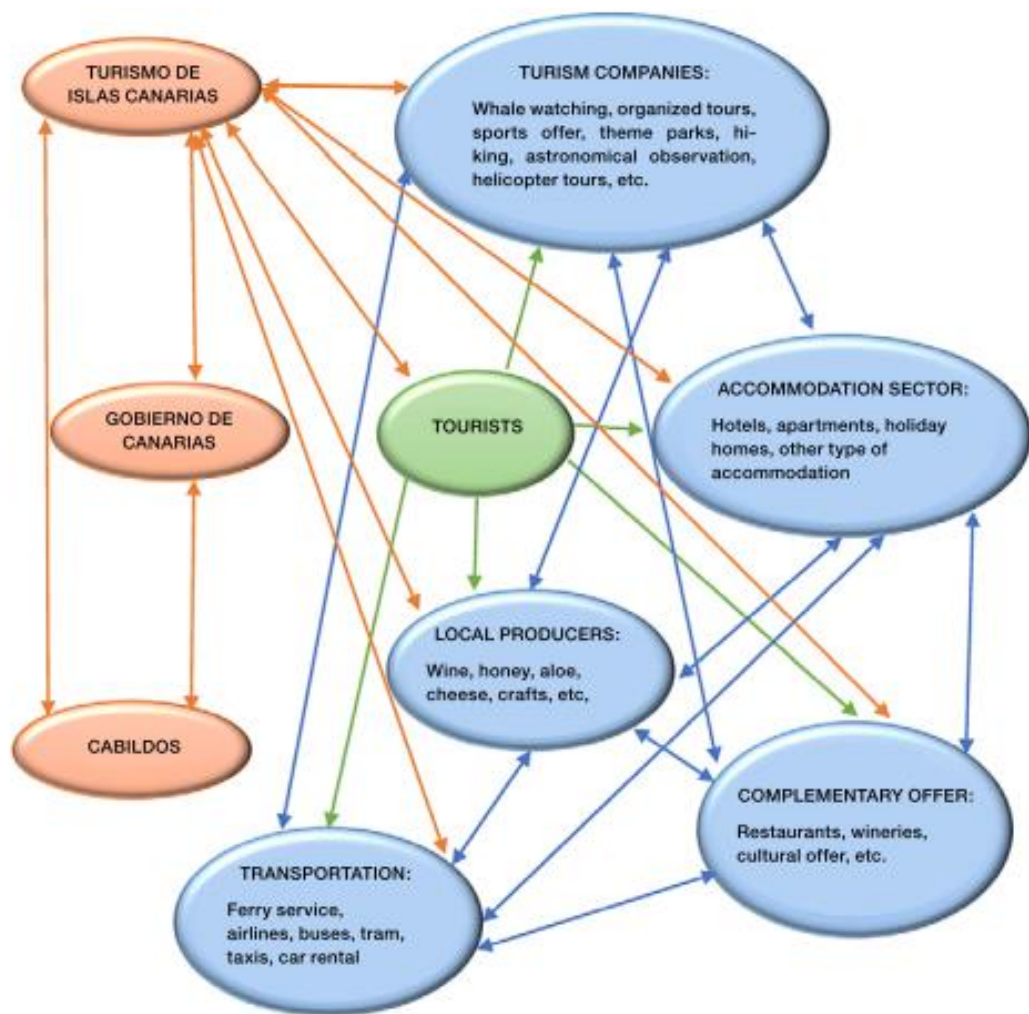 TURISMO DE
ISLAS CANARIAS
TURISM COMPANIES:
Whale watching, organized tours,
sports offer, theme parks, hi-
king, astronomical observation,
helicopter tours, etc.
GOBIERNO DE
CANARIAS
TOURISTS
ACCOMMODATION SECTOR:
Hotels, apartments, holiday
homes, other type of
accommodation
LOCAL PRODUCERS:
Wine, honey, aloe,
cheese, crafts, etc,
CABILDOS
COMPLEMENTARY OFFER:
Restaurants, wineries,
cultural offer, etc.
TRANSPORTATION:
Ferry service,
airlines, buses, tram,
taxis, car rental